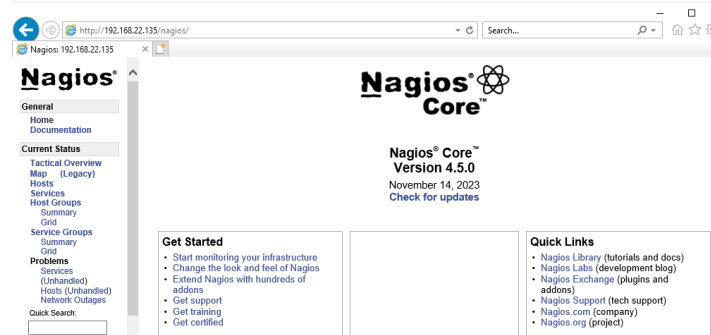 http://192.168.22.135/nagios/
Search...
Nagios: 192.168.22.135
Nagios®
General
Home
Documentation
Current Status
Tactical Overview
Map (Legacy)
Hosts
Services
Host Groups
Summary
Grid
Service Groups
Summary
Grid
Problems
Services
(Unhandled)
Hosts (Unhandled)
Network Outages
Quick Search:
Nagios®
Core™
Nagios® Core™
Version 4.5.0
November 14, 2023
Check for updates
Get Started
• Start monitoring your infrastructure
• Change the look and feel of Nagios
• Extend Nagios with hundreds of
addons
• Get support
• Get training
• Get certified
Quick Links
• Nagios Library (tutorials and docs)
• Nagios Labs (development blog)
• Nagios Exchange (plugins and
addons)
• Nagios Support (tech support)
• Nagios.com (company)
• Nagios.org (project)